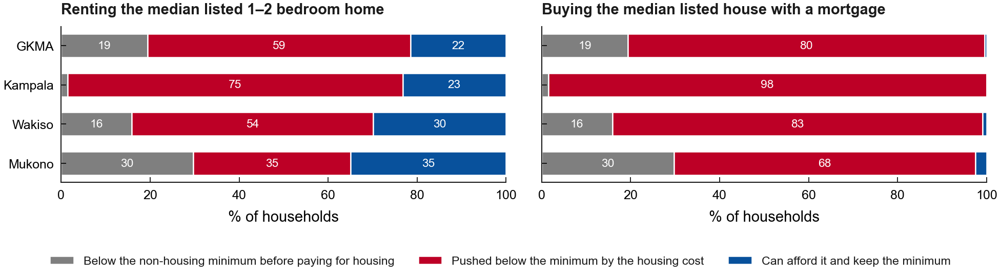 Renting the median listed 1–2 bedroom home
GKMA
19
59
22
Kampala
75
23
Wakiso
16
54
30
Mukono
30
35
35
0 20 40 60 80 100
% of households
Buying the median listed house with a mortgage
19
80
98
16
83
30
68
0 20 40 60 80 100
% of households
Below the non-housing minimum before paying for housing
Pushed below the minimum by the housing cost
Can afford it and keep the minimum